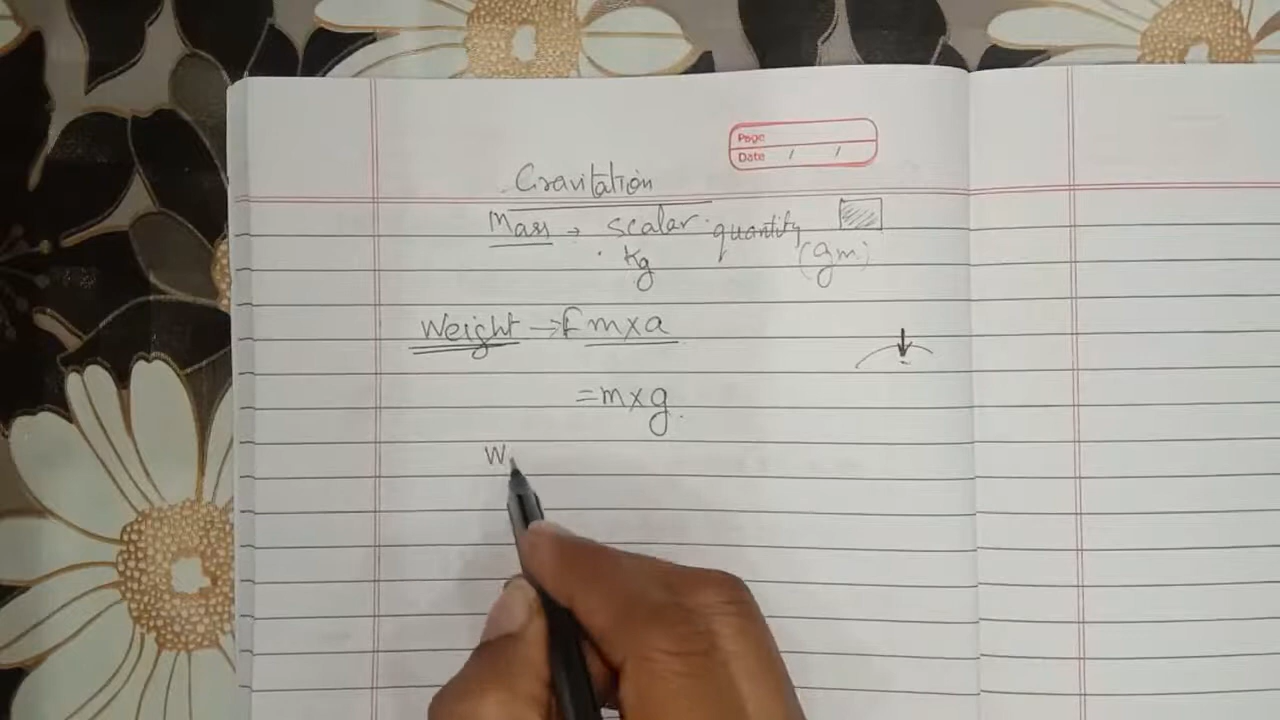 Page
Date / /
Gravitation
Mass → scalar quantity
Kg (gm)
Weight → F m x a
= m x g.
W